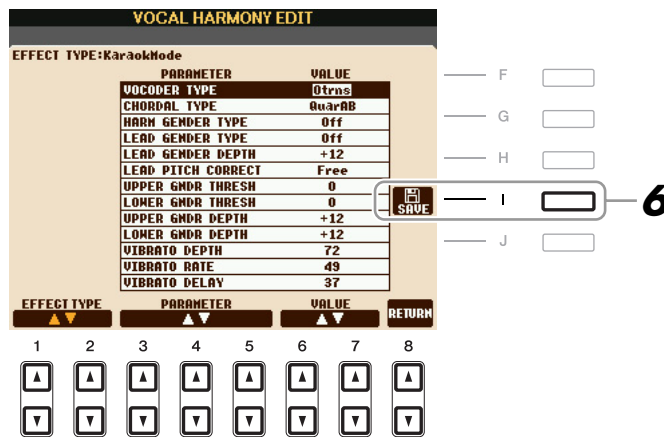 VOCAL HARMONY EDIT
EFFECT TYPE:KaraokMode
PARAMETER VALUE
VOCODER TYPE Otrns
CHORDAL TYPE QuarAB
HARM GENDER TYPE Off
LEAD GENDER TYPE Off
LEAD GENDER DEPTH +12
LEAD PITCH CORRECT Free
UPPER GNDR THRESH 0
LOWER GNDR THRESH 0
UPPER GNDR DEPTH +12
LOWER GNDR DEPTH +12
VIBRATO DEPTH 72
VIBRATO RATE 49
VIBRATO DELAY 37
F
G
H
SAVE I 6
J
EFFECT TYPE PARAMETER VALUE RETURN
1 2 3 4 5 6 7 8